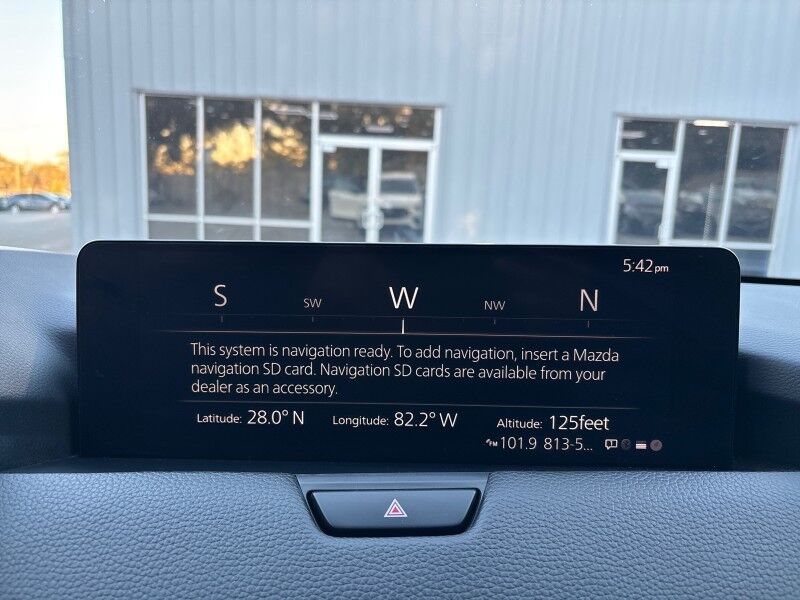 5:42pm
S SW W NW N
This system is navigation ready. To add navigation, insert a Mazda
navigation SD card. Navigation SD cards are available from your
dealer as an accessory.
Latitude: 28.0° N Longitude: 82.2° W Altitude: 125feet
FM 101.9 813-5...